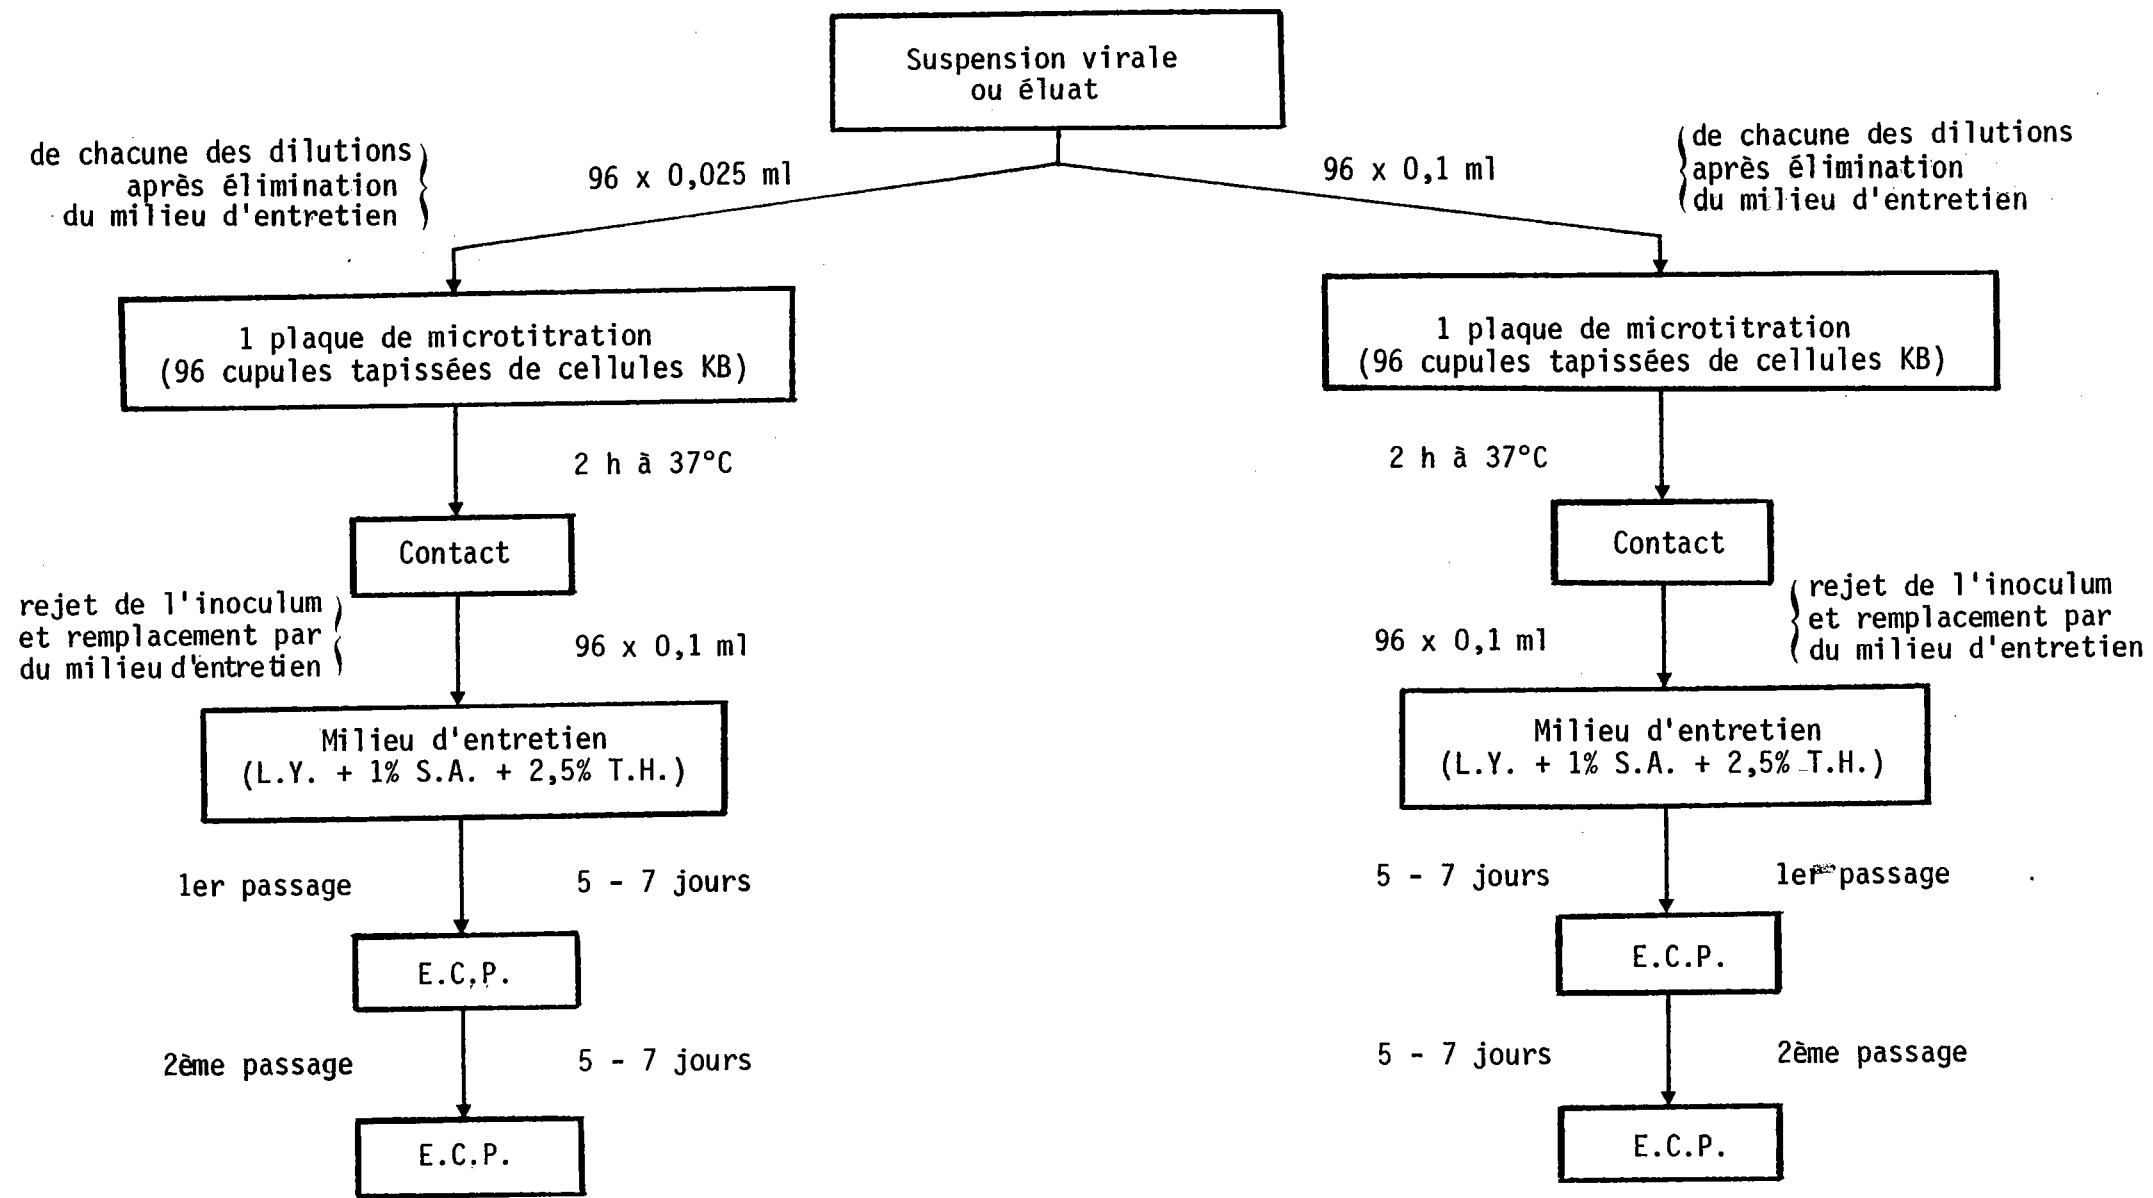 Suspension virale
ou éluat
de chacune des dilutions
après élimination
du milieu d'entretien
96 x 0,025 ml
96 x 0,1 ml
de chacune des dilutions
après élimination
du milieu d'entretien
1 plaque de microtitration
(96 cupules tapissées de cellules KB)
1 plaque de microtitration
(96 cupules tapissées de cellules KB)
2 h à 37°C
2 h à 37°C
Contact
Contact
rejet de l'inoculum
et remplacement par
du milieu d'entretien
96 x 0,1 ml
96 x 0,1 ml
rejet de l'inoculum
et remplacement par
du milieu d'entretien
Milieu d'entretien
(L.Y. + 1% S.A. + 2,5% T.H.)
Milieu d'entretien
(L.Y. + 1% S.A. + 2,5% T.H.)
1er passage
5 - 7 jours
5 - 7 jours
1er passage
E.C.P.
E.C.P.
2ème passage
5 - 7 jours
5 - 7 jours
2ème passage
E.C.P.
E.C.P.